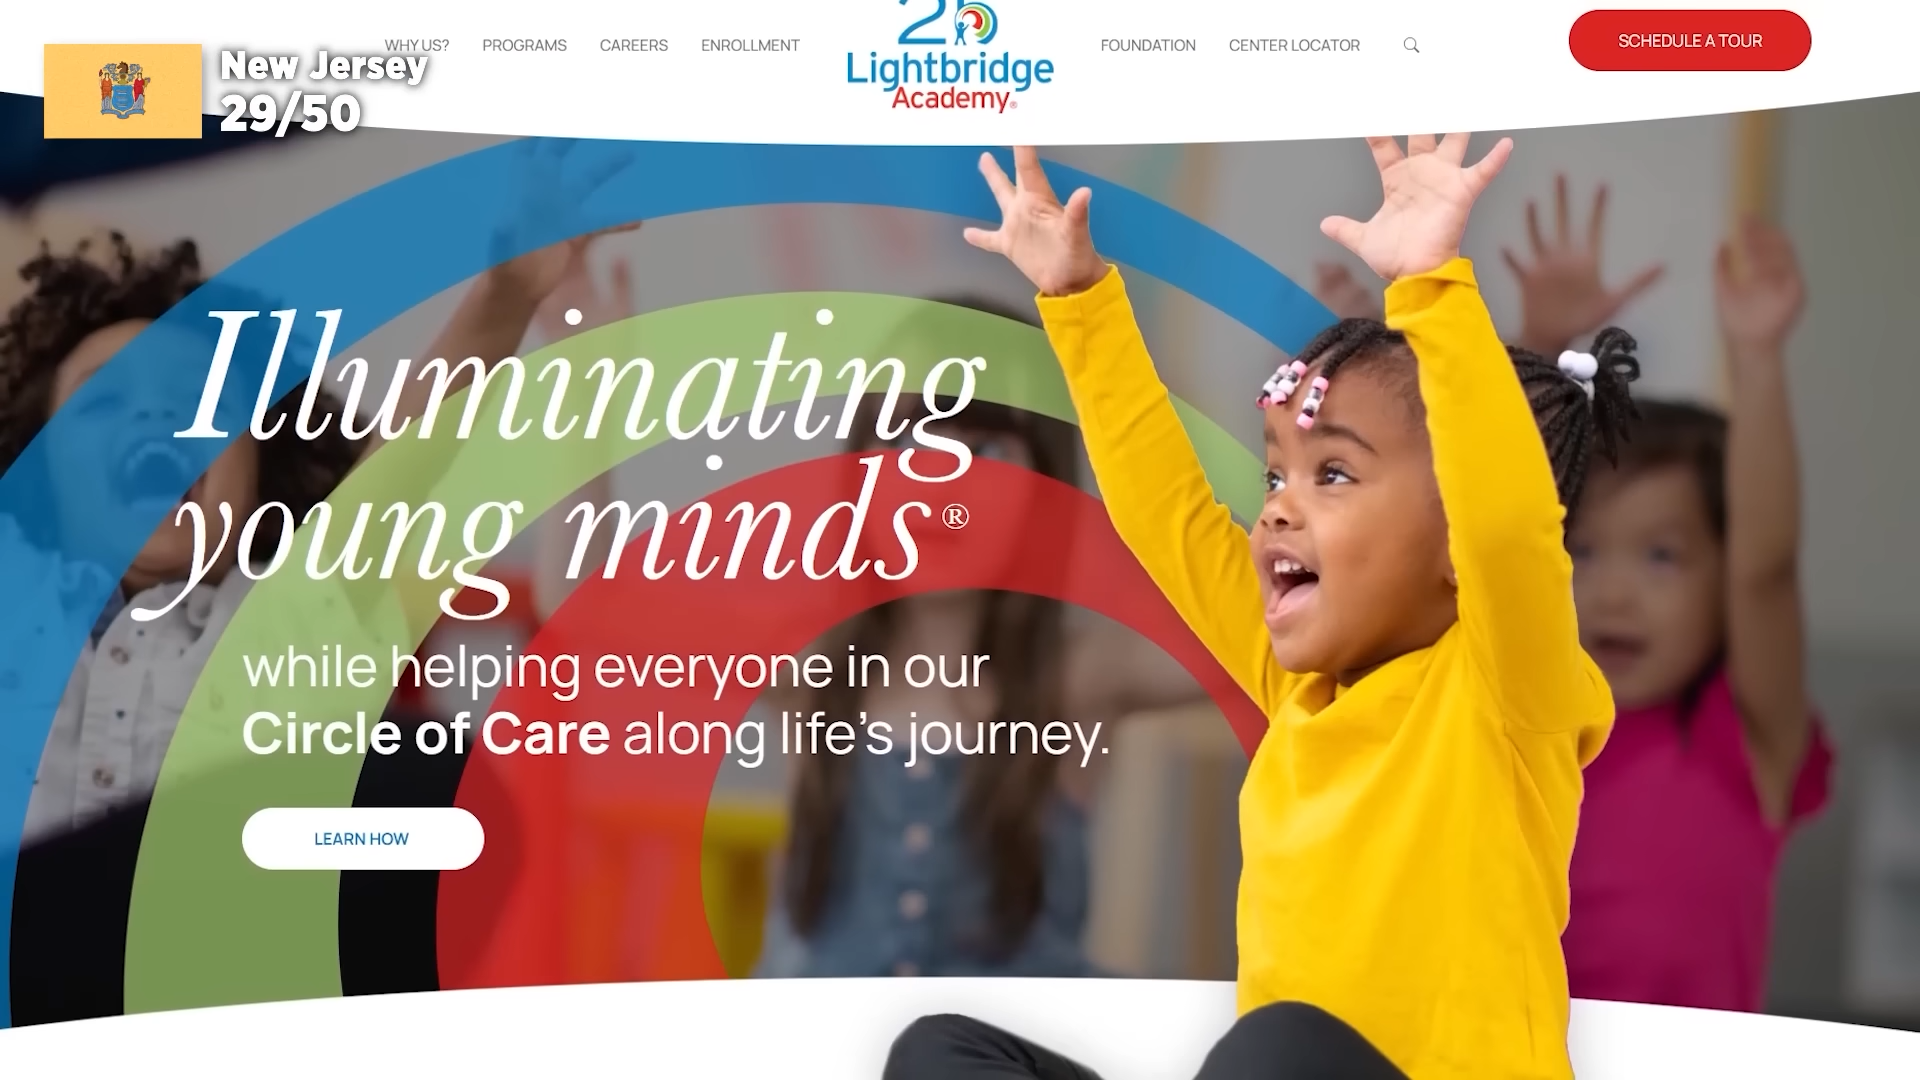 New Jersey
29/50
WHY US?
PROGRAMS
CAREERS
ENROLLMENT
25
Lightbridge
Academy®
FOUNDATION
CENTER LOCATOR
SCHEDULE A TOUR
Illuminating
young minds®
while helping everyone in our
Circle of Care along life’s journey.
LEARN HOW